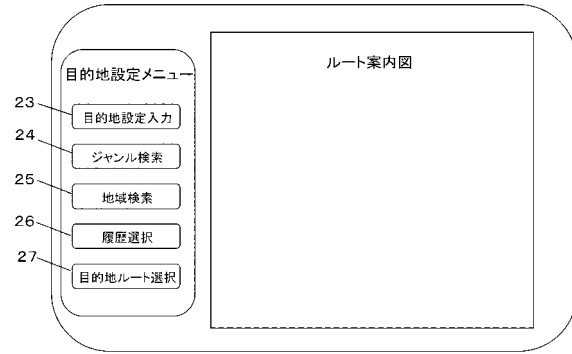 ルート案内図
目的地設定メニュー
23
目的地設定入力
24
ジャンル検索
25
地域検索
26
履歴選択
27
目的地ルート選択